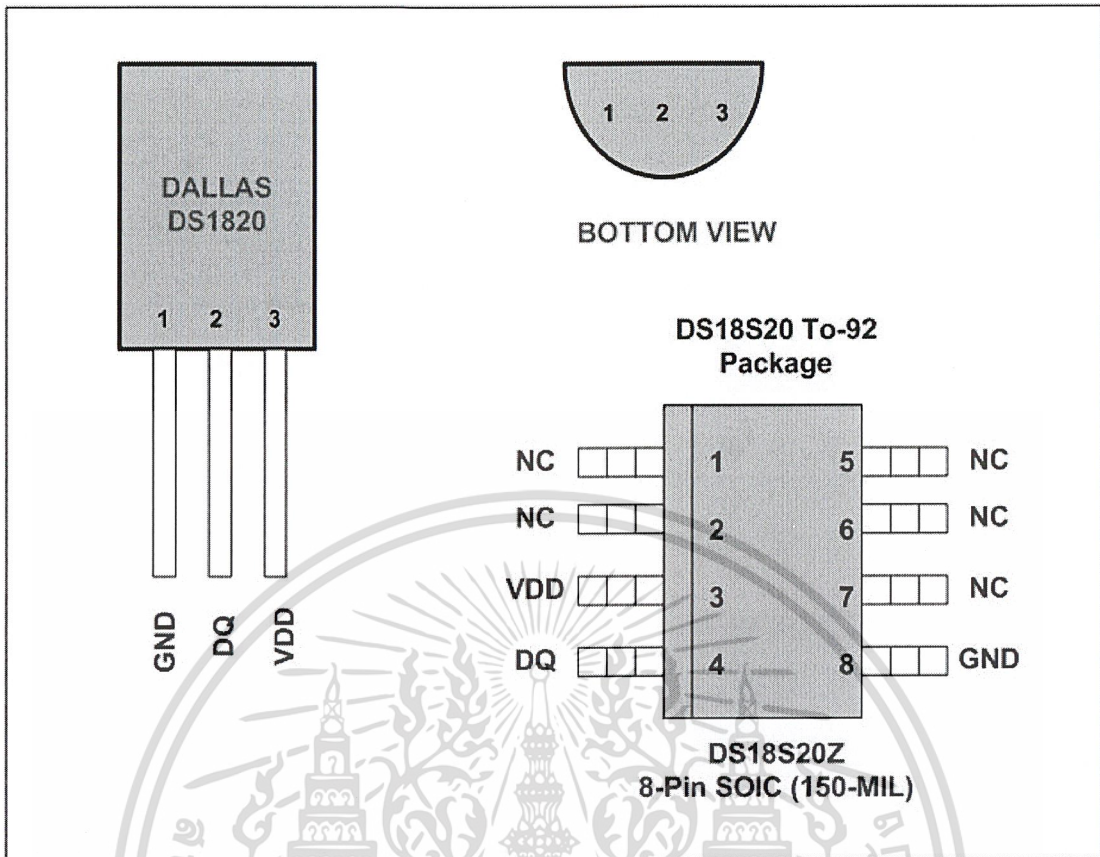 DALLAS
DS1820
1 2 3
GND
DQ
VDD
1 2 3
BOTTOM VIEW
DS18S20 To-92
Package
NC 1 5 NC
NC 2 6 NC
VDD 3 7 NC
DQ 4 8 GND
DS18S20Z
8-Pin SOIC (150-MIL)